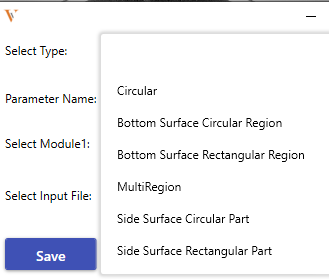 Select Type:
Circular
Parameter Name:
Bottom Surface Circular Region
Select Module1:
Bottom Surface Rectangular Region
MultiRegion
Select Input File:
Side Surface Circular Part
Save
Side Surface Rectangular Part